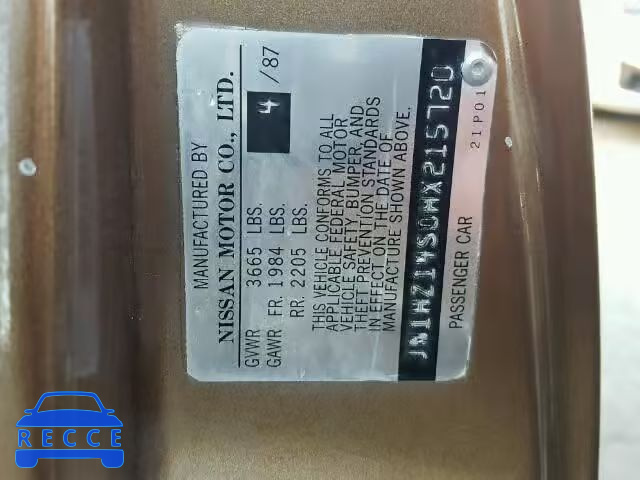 MANUFACTURED BY
NISSAN MOTOR CO., LTD.
4 / 87
GVWR 3665 LBS.
GAWR FR. 1984 LBS.
RR. 2205 LBS.
THIS VEHICLE CONFORMS TO ALL
APPLICABLE FEDERAL MOTOR
VEHICLE SAFETY, BUMPER, AND
THEFT PREVENTION STANDARDS
IN EFFECT ON THE DATE OF
MANUFACTURE SHOWN ABOVE.
JN1HZ14S0HX215720
PASSENGER CAR
21P01
RECCE